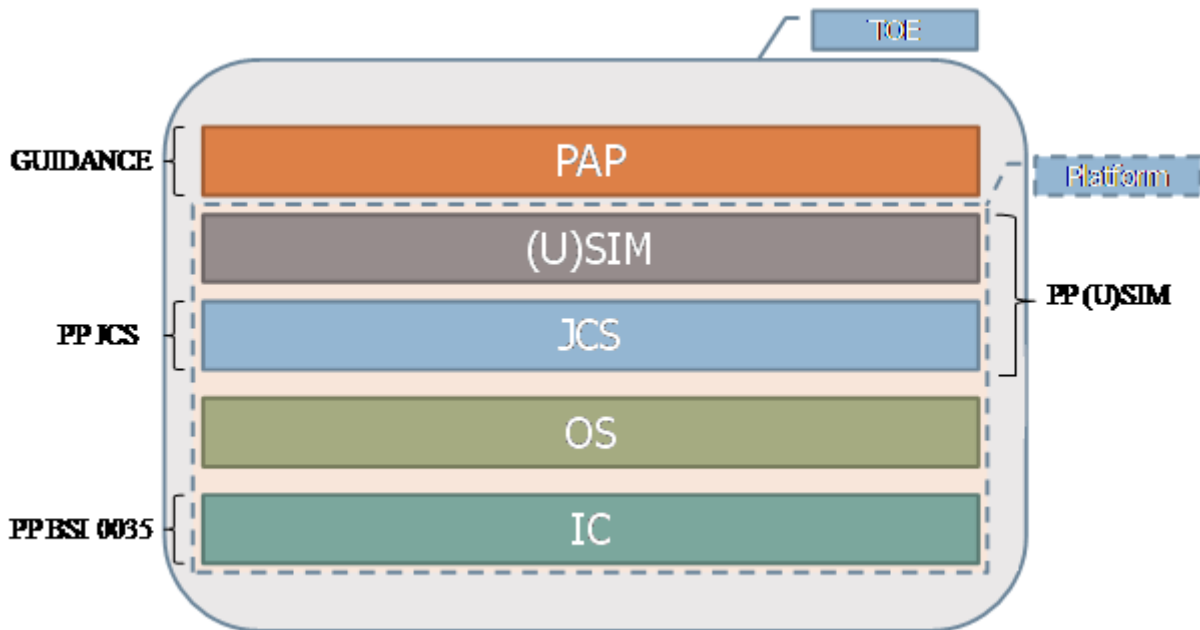 TOE
GUIDANCE
PAP
Platform
(U)SIM
PP (U)SIM
PP JCS
JCS
OS
PP BSI 0035
IC